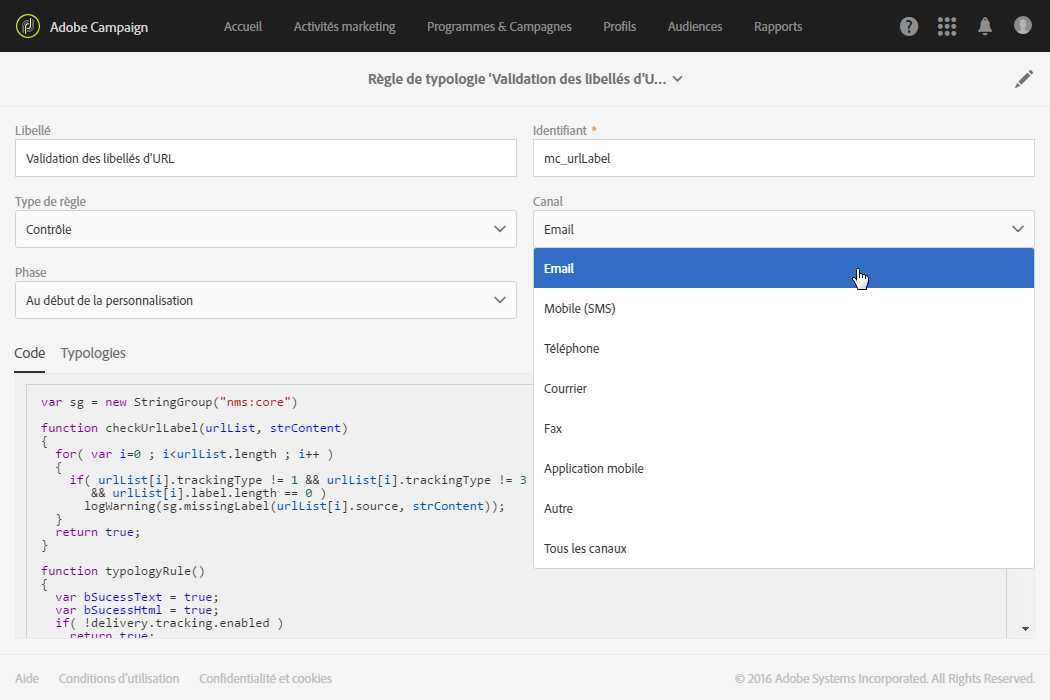 Adobe Campaign
Accueil
Activités marketing
Programmes & Campagnes
Profils
Audiences
Rapports
?
Règle de typologie 'Validation des libellés d'U...
Libellé
Validation des libellés d'URL
Identifiant *
mc_urlLabel
Type de règle
Contrôle
Canal
Email
Phase
Au début de la personnalisation
Email
Mobile (SMS)
Téléphone
Courrier
Fax
Application mobile
Autre
Tous les canaux
Code
Typologies
var sg = new StringGroup("nms:core")
function checkUrlLabel(urlList, strContent)
{
for( var i=0 ; i<urlList.length ; i++ )
{
if( urlList[i].trackingType != 1 && urlList[i].trackingType != 3
&& urlList[i].label.length == 0 )
logWarning(sg.missingLabel(urlList[i].source, strContent));
}
return true;
}
function typologyRule()
{
var bSucessText = true;
var bSucessHtml = true;
if( !delivery.tracking.enabled )
return true;
Aide
Conditions d'utilisation
Confidentialité et cookies
© 2016 Adobe Systems Incorporated. All Rights Reserved.